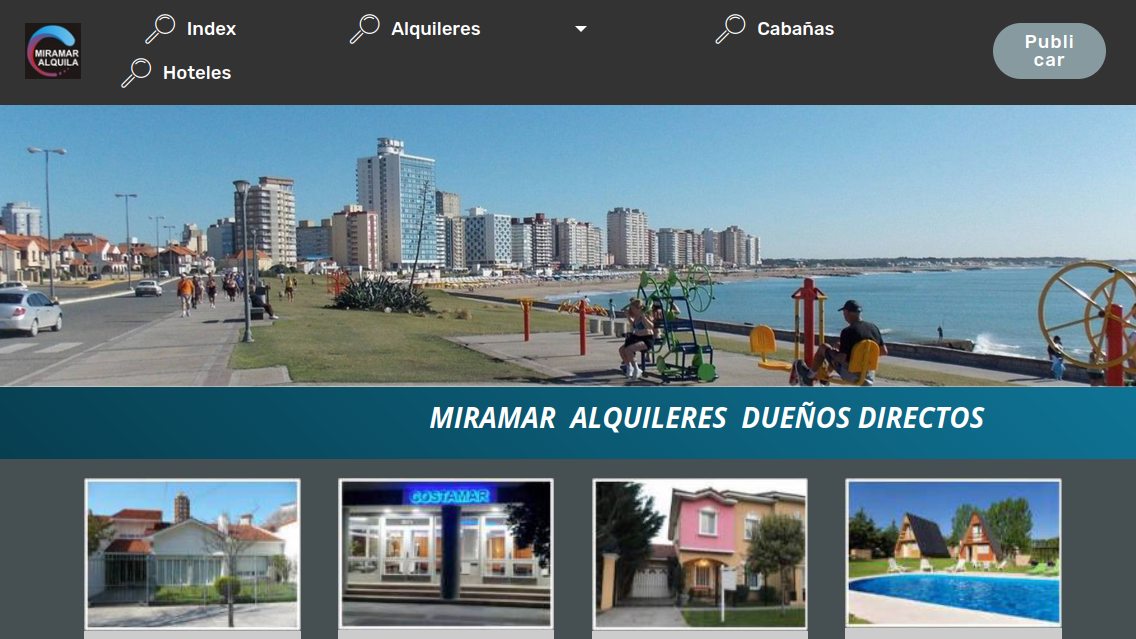 MIRAMAR
ALQUILA
Index
Alquileres
Cabañas
Hoteles
Publi
car
MIRAMAR ALQUILERES DUEÑOS DIRECTOS
COSTAMAR